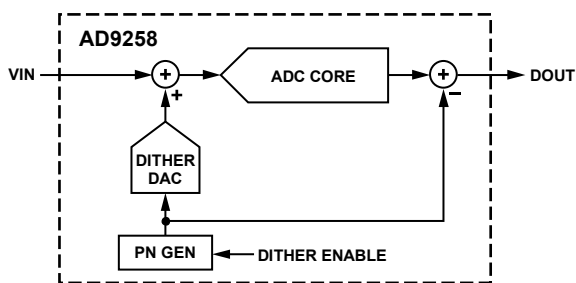 AD9258
VIN
+
+
ADC CORE
+
−
DOUT
DITHER
DAC
PN GEN
DITHER ENABLE